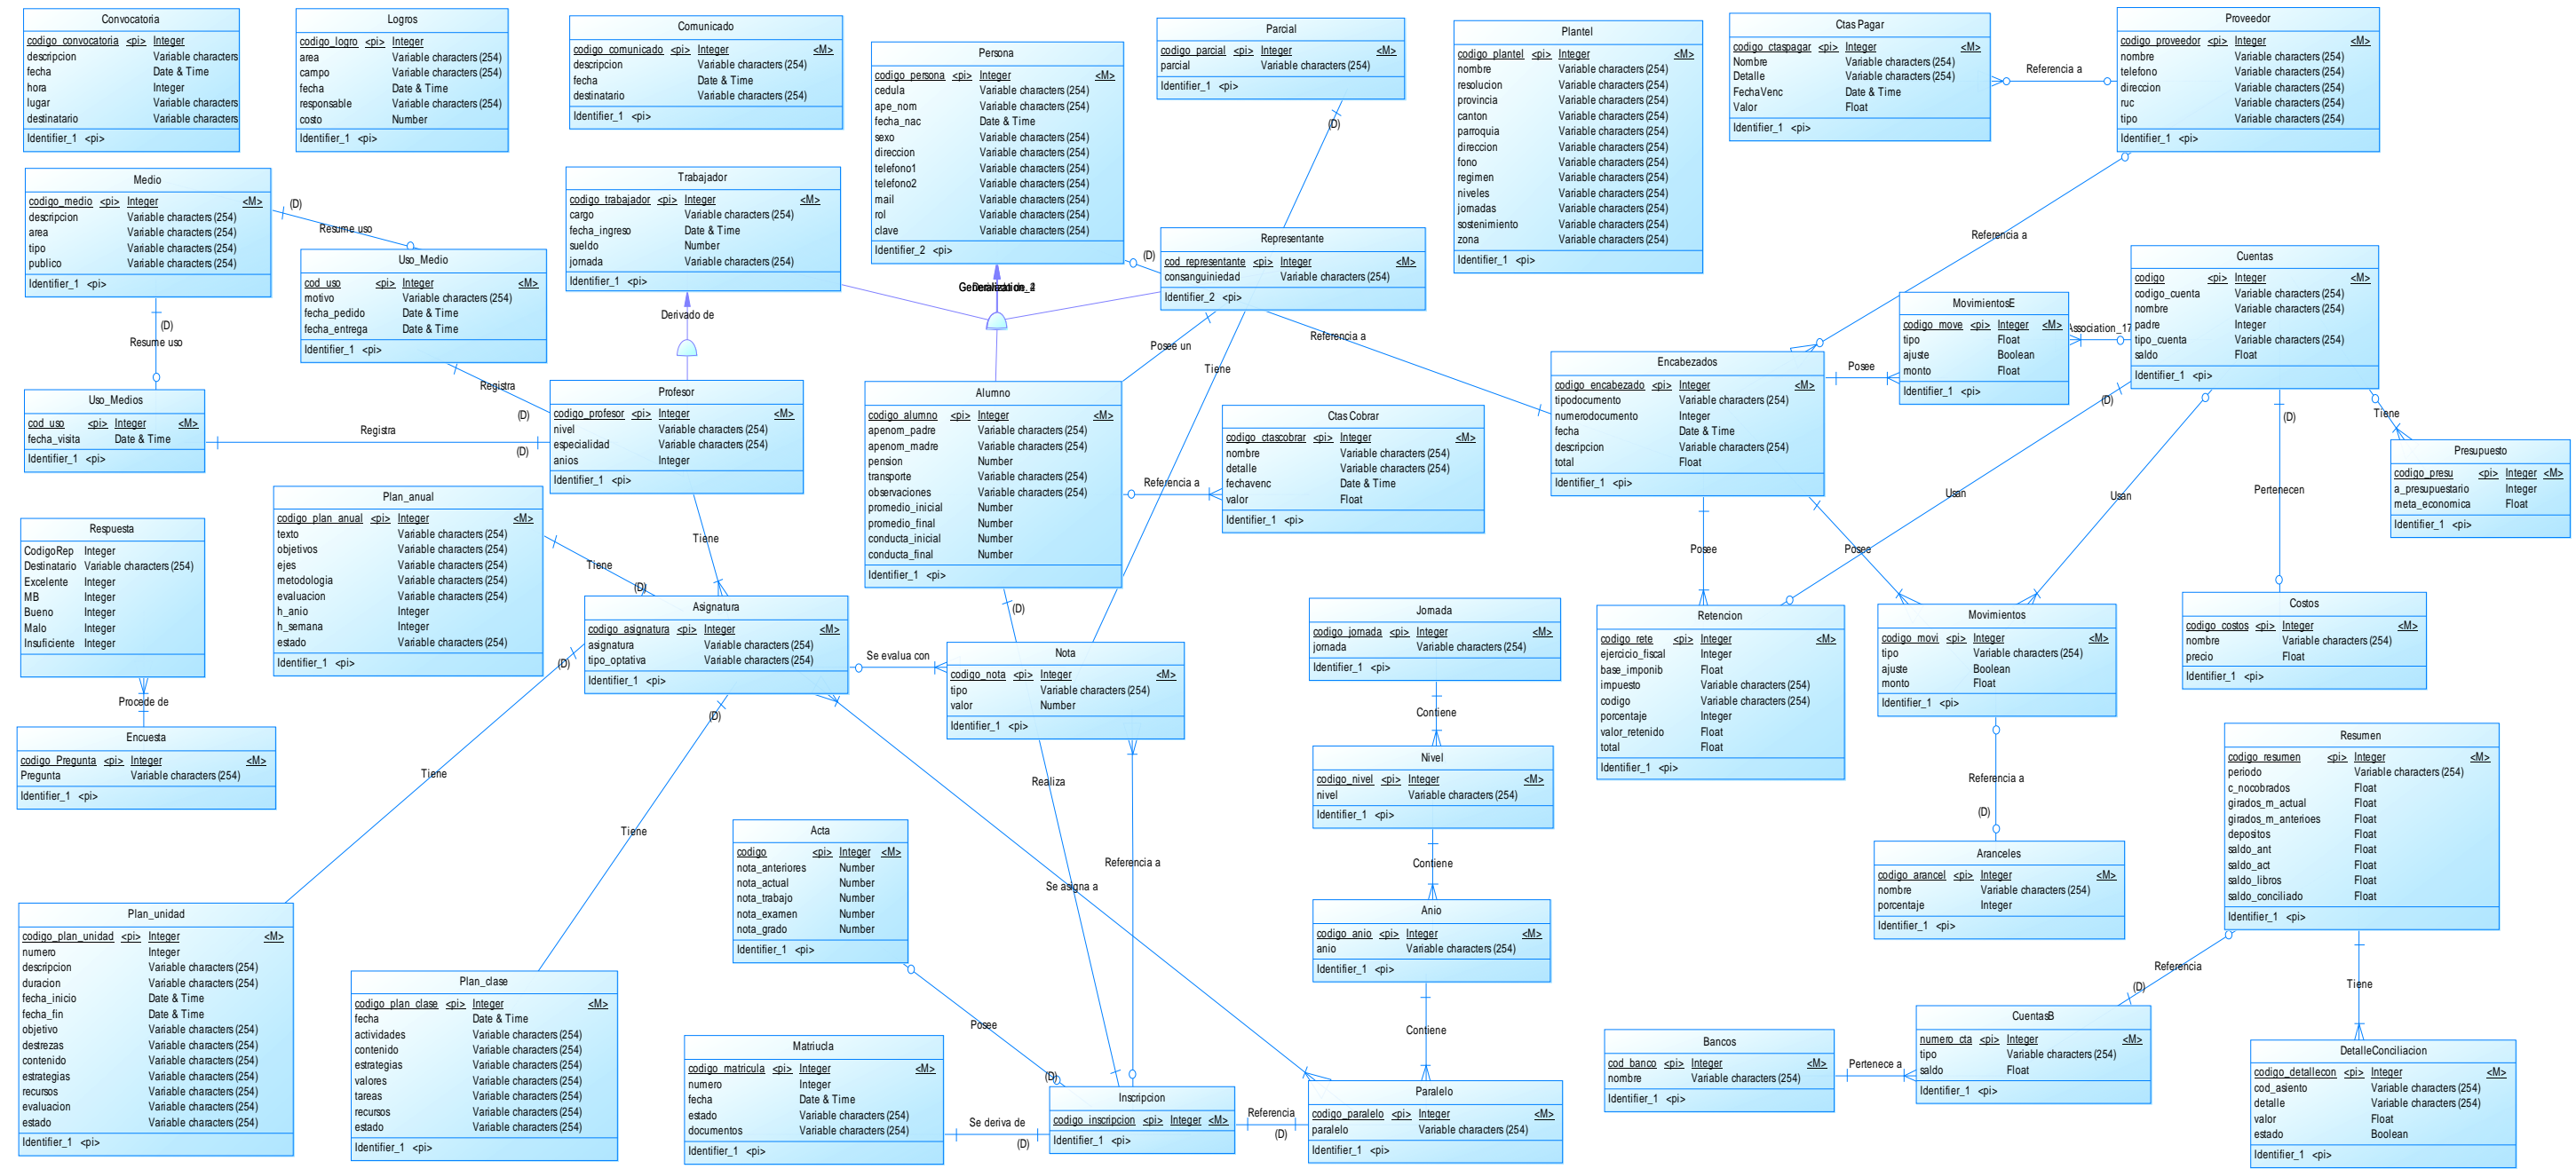 Convocatoria
codigo_convocatoria <pi> Integer
descripcion Variable characters
fecha Date & Time
hora Integer
lugar Variable characters
destinatario Variable characters
Identifier_1 <pi>
Logros
codigo_logro <pi> Integer
area Variable characters (254)
campo Variable characters (254)
fecha Date & Time
responsable Variable characters (254)
costo Number
Identifier_1 <pi>
Comunicado
codigo_comunicado <pi> Integer <M>
descripcion Variable characters (254)
fecha Date & Time
destinatario Variable characters (254)
Identifier_1 <pi>
Persona
codigo_persona <pi> Integer <M>
cedula Variable characters (254)
ape_nom Variable characters (254)
fecha_nac Date & Time
sexo Variable characters (254)
direccion Variable characters (254)
telefono1 Variable characters (254)
telefono2 Variable characters (254)
mail Variable characters (254)
rol Variable characters (254)
clave Variable characters (254)
Identifier_2 <pi>
Parcial
codigo_parcial <pi> Integer <M>
parcial Variable characters (254)
Identifier_1 <pi>
(D)
Plantel
codigo_plantel <pi> Integer <M>
nombre Variable characters (254)
resolucion Variable characters (254)
provincia Variable characters (254)
canton Variable characters (254)
parroquia Variable characters (254)
direccion Variable characters (254)
fono Variable characters (254)
regimen Variable characters (254)
niveles Variable characters (254)
jornadas Variable characters (254)
sostenimiento Variable characters (254)
zona Variable characters (254)
Identifier_1 <pi>
Ctas Pagar
codigo_ctaspagar <pi> Integer <M>
Nombre Variable characters (254)
Detalle Variable characters (254)
FechaVenc Date & Time
Valor Float
Identifier_1 <pi>
Referencia a
Proveedor
codigo_proveedor <pi> Integer <M>
nombre Variable characters (254)
telefono Variable characters (254)
direccion Variable characters (254)
ruc Variable characters (254)
tipo Variable characters (254)
Identifier_1 <pi>
Referencia a
Medio
codigo_medio <pi> Integer <M>
descripcion Variable characters (254)
area Variable characters (254)
tipo Variable characters (254)
publico Variable characters (254)
Identifier_1 <pi>
(D)
Resume uso
(D)
Resume uso
Uso_Medio
cod_uso <pi> Integer <M>
motivo Variable characters (254)
fecha_pedido Date & Time
fecha_entrega Date & Time
Identifier_1 <pi>
Registra
(D)
Trabajador
codigo_trabajador <pi> Integer <M>
cargo Variable characters (254)
fecha_ingreso Date & Time
sueldo Number
jornada Variable characters (254)
Identifier_1 <pi>
Derivado de
Representante
cod_representante <pi> Integer <M>
consanguiniedad Variable characters (254)
Identifier_2 <pi>
(D)
Posee un
Tiene
Referencia a
Cuentas
codigo <pi> Integer <M>
codigo_cuenta Variable characters (254)
nombre Variable characters (254)
padre Integer
tipo_cuenta Variable characters (254)
saldo Float
Identifier_1 <pi>
MovimientosE
codigo_move <pi> Integer <M>
tipo Float
ajuste Boolean
monto Float
Identifier_1 <pi>
Association_17
Posee
Encabezados
codigo_encabezado <pi> Integer <M>
tipodocumento Variable characters (254)
numerodocumento Integer
fecha Date & Time
descripcion Variable characters (254)
total Float
Identifier_1 <pi>
Uso_Medios
cod_uso <pi> Integer <M>
fecha_visita Date & Time
Identifier_1 <pi>
Registra
(D)
Profesor
codigo_profesor <pi> Integer <M>
nivel Variable characters (254)
especialidad Variable characters (254)
anios Integer
Identifier_1 <pi>
Tiene
Alumno
codigo_alumno <pi> Integer <M>
apenom_padre Variable characters (254)
apenom_madre Variable characters (254)
pension Number
transporte Variable characters (254)
observaciones Variable characters (254)
promedio_inicial Number
promedio_final Number
conducta_inicial Number
conducta_final Number
Identifier_1 <pi>
(D)
Referencia a
Ctas Cobrar
codigo_ctascobrar <pi> Integer <M>
nombre Variable characters (254)
detalle Variable characters (254)
fechavenc Date & Time
valor Float
Identifier_1 <pi>
(D)
(D)
Tiene
Usan
Usan
Pertenecen
Posee
Posee
Presupuesto
codigo_presu <pi> Integer <M>
a_presupuestario Integer
meta_economica Float
Identifier_1 <pi>
Respuesta
CodigoRep Integer
Destinatario Variable characters (254)
Excelente Integer
MB Integer
Bueno Integer
Malo Integer
Insuficiente Integer
Procede de
Encuesta
codigo_Pregunta <pi> Integer <M>
Pregunta Variable characters (254)
Identifier_1 <pi>
Plan_anual
codigo_plan_anual <pi> Integer <M>
texto Variable characters (254)
objetivos Variable characters (254)
ejes Variable characters (254)
metodologia Variable characters (254)
evaluacion Variable characters (254)
h_anio Integer
h_semana Integer
estado Variable characters (254)
Identifier_1 <pi>
Tiene
(D)
Asignatura
codigo_asignatura <pi> Integer <M>
asignatura Variable characters (254)
tipo_optativa Variable characters (254)
Identifier_1 <pi>
(D)
(D)
Tiene
Tiene
Se evalua con
Se asigna a
Nota
codigo_nota <pi> Integer <M>
tipo Variable characters (254)
valor Number
Identifier_1 <pi>
Realiza
Referencia a
Jornada
codigo_jornada <pi> Integer <M>
jornada Variable characters (254)
Identifier_1 <pi>
Contiene
Nivel
codigo_nivel <pi> Integer <M>
nivel Variable characters (254)
Identifier_1 <pi>
Contiene
Anio
codigo_anio <pi> Integer <M>
anio Variable characters (254)
Identifier_1 <pi>
Contiene
Retencion
codigo_rete <pi> Integer <M>
ejercicio_fiscal Integer
base_imponib Float
impuesto Variable characters (254)
codigo Variable characters (254)
porcentaje Integer
valor_retenido Float
total Float
Identifier_1 <pi>
Movimientos
codigo_movi <pi> Integer <M>
tipo Variable characters (254)
ajuste Boolean
monto Float
Identifier_1 <pi>
Referencia a
(D)
Aranceles
codigo_arancel <pi> Integer <M>
nombre Variable characters (254)
porcentaje Integer
Identifier_1 <pi>
Costos
codigo_costos <pi> Integer <M>
nombre Variable characters (254)
precio Float
Identifier_1 <pi>
Resumen
codigo_resumen <pi> Integer <M>
periodo Variable characters (254)
c_nocobrados Float
girados_m_actual Float
girados_m_anterioes Float
depositos Float
saldo_ant Float
saldo_act Float
saldo_libros Float
saldo_conciliado Float
Identifier_1 <pi>
Referencia
(D)
Tiene
Plan_unidad
codigo_plan_unidad <pi> Integer <M>
numero Integer
descripcion Variable characters (254)
duracion Variable characters (254)
fecha_inicio Date & Time
fecha_fin Date & Time
objetivo Variable characters (254)
destrezas Variable characters (254)
contenido Variable characters (254)
estrategias Variable characters (254)
recursos Variable characters (254)
evaluacion Variable characters (254)
estado Variable characters (254)
Identifier_1 <pi>
Plan_clase
codigo_plan_clase <pi> Integer <M>
fecha Date & Time
actividades Variable characters (254)
contenido Variable characters (254)
estrategias Variable characters (254)
valores Variable characters (254)
tareas Variable characters (254)
recursos Variable characters (254)
estado Variable characters (254)
Identifier_1 <pi>
Acta
codigo <pi> Integer <M>
nota_anteriores Number
nota_actual Number
nota_trabajo Number
nota_examen Number
nota_grado Number
Identifier_1 <pi>
Posee
(D)
Matriucla
codigo_matricula <pi> Integer <M>
numero Integer
fecha Date & Time
estado Variable characters (254)
documentos Variable characters (254)
Identifier_1 <pi>
Se deriva de
(D)
Inscripcion
codigo_inscripcion <pi> Integer <M>
Identifier_1 <pi>
Referencia
(D)
Paralelo
codigo_paralelo <pi> Integer <M>
paralelo Variable characters (254)
Identifier_1 <pi>
Bancos
cod_banco <pi> Integer <M>
nombre Variable characters (254)
Identifier_1 <pi>
Pertenece a
CuentasB
numero_cta <pi> Integer <M>
tipo Variable characters (254)
saldo Float
Identifier_1 <pi>
DetalleConciliacion
codigo_detallecon <pi> Integer <M>
cod_asiento Variable characters (254)
detalle Variable characters (254)
valor Float
estado Boolean
Identifier_1 <pi>